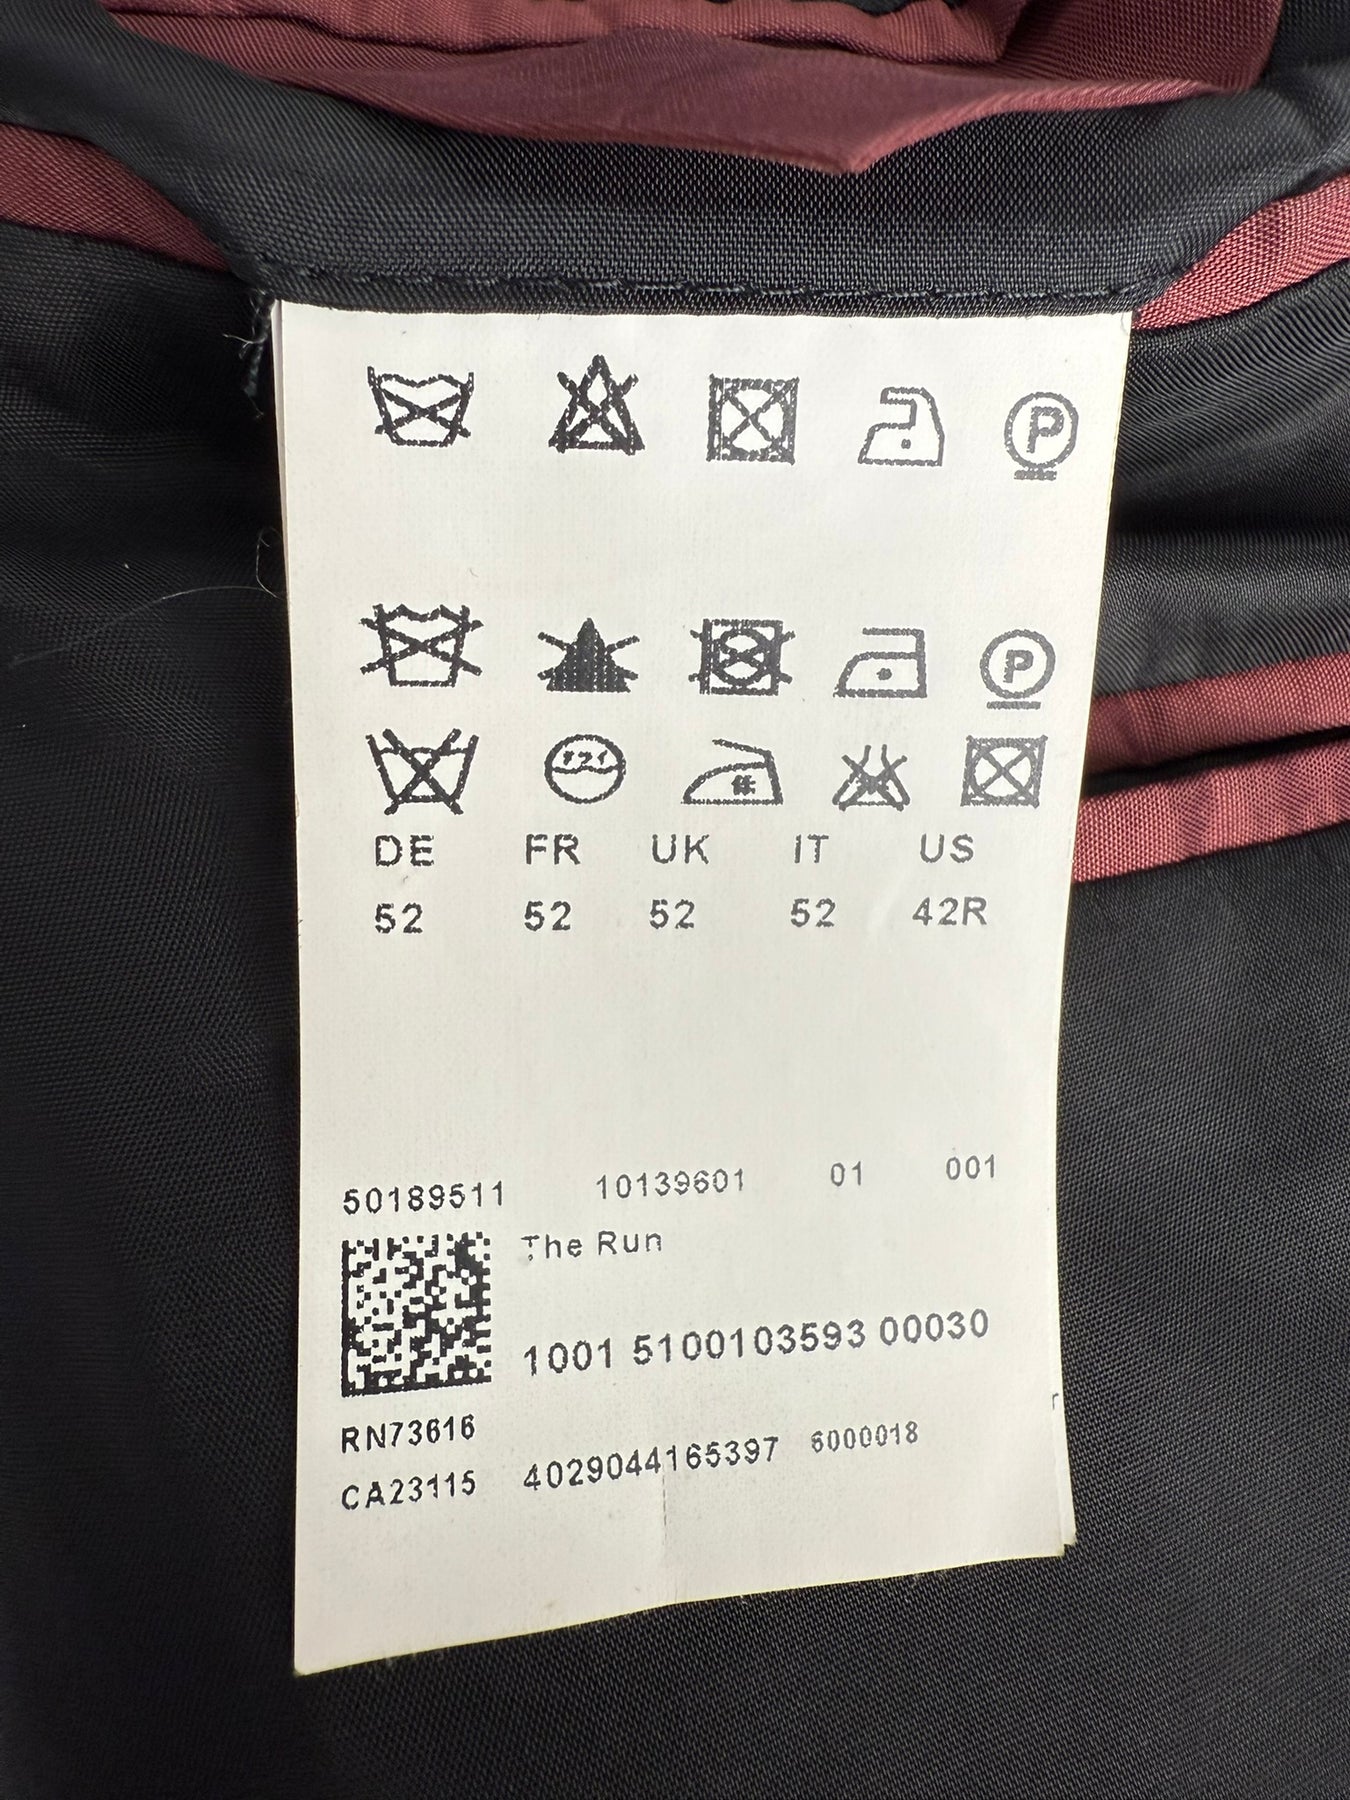 P
P
DE FR UK IT US
52 52 52 52 42R
50189511 10139601 01 001
The Run
1001 5100103593 00030
RN73616
CA23115 4029044165397 6000018